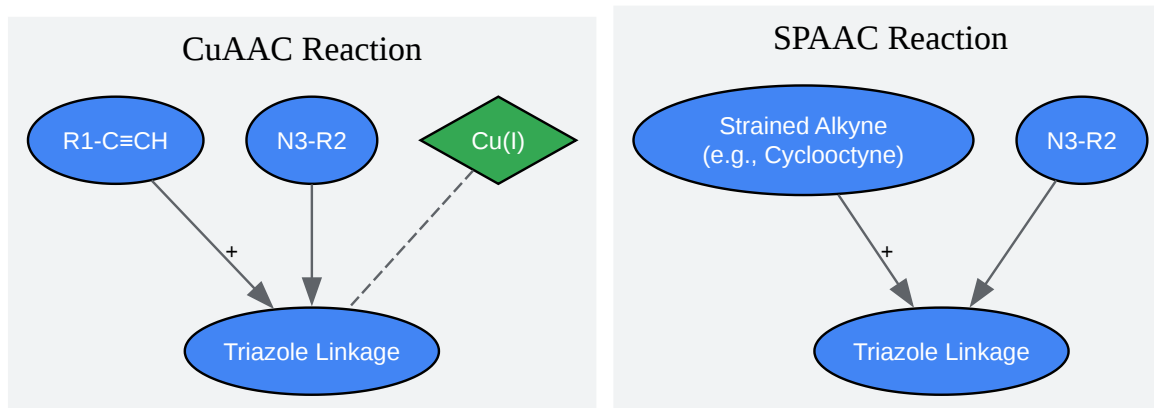 CuAAC Reaction
R1-C≡CH
N3-R2
Cu(I)
+
Triazole Linkage
SPAAC Reaction
Strained Alkyne
(e.g., Cyclooctyne)
N3-R2
+
Triazole Linkage